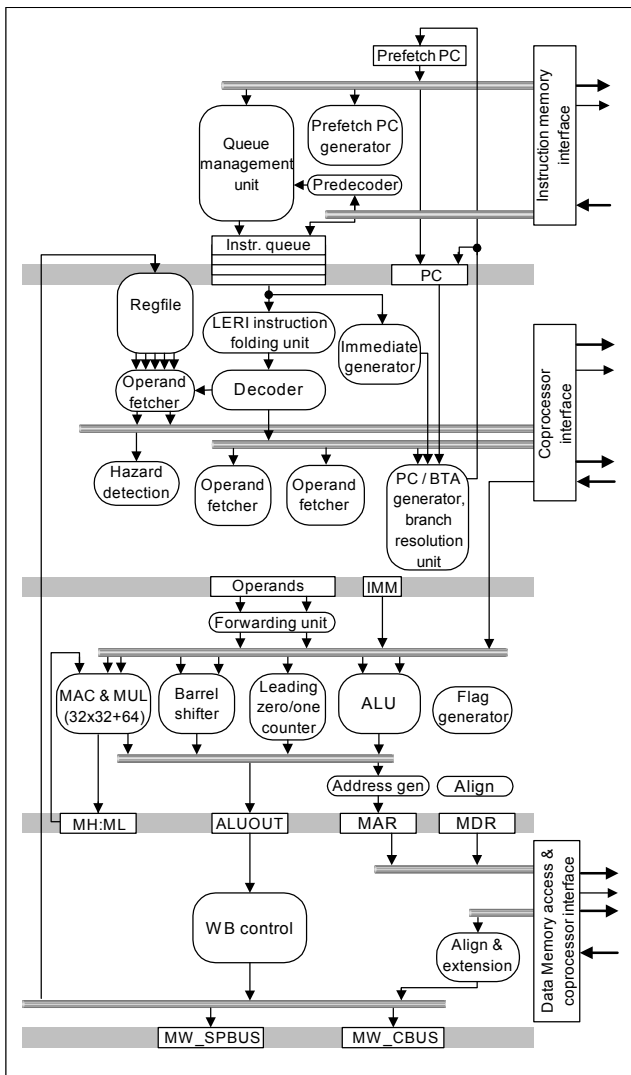 Prefetch PC
Instruction memory
interface
Queue
management
unit
Prefetch PC
generator
Predecoder
Instr. queue
PC
Regfile
LERI instruction
folding unit
Immediate
generator
Operand
fetcher
Decoder
Coprocessor
interface
Hazard
detection
Operand
fetcher
Operand
fetcher
PC / BTA
generator,
branch
resolution
unit
Operands
IMM
Forwarding unit
MAC & MUL
(32x32+64)
Barrel
shifter
Leading
zero/one
counter
ALU
Flag
generator
Address gen
Align
MH:ML
ALUOUT
MAR
MDR
Data Memory access &
coprocessor interface
WB control
Align &
extension
MW_SPBUS
MW_CBUS